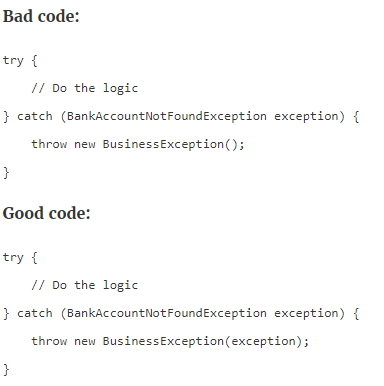 Bad code:
try {
// Do the logic
} catch (BankAccountNotFoundException exception) {
throw new BusinessException();
}
Good code:
try {
// Do the logic
} catch (BankAccountNotFoundException exception) {
throw new BusinessException(exception);
}